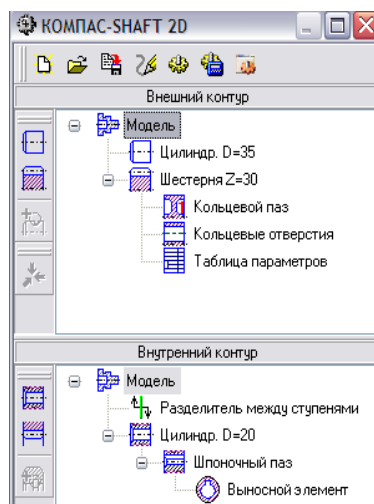 КОМПАС-SHAFT 2D
Внешний контур
Модель
Цилиндр. D=35
Шестерня Z=30
Кольцевой паз
Кольцевые отверстия
Таблица параметров
Внутренний контур
Модель
Разделитель между ступенями
Цилиндр. D=20
Шпоночный паз
Выносной элемент